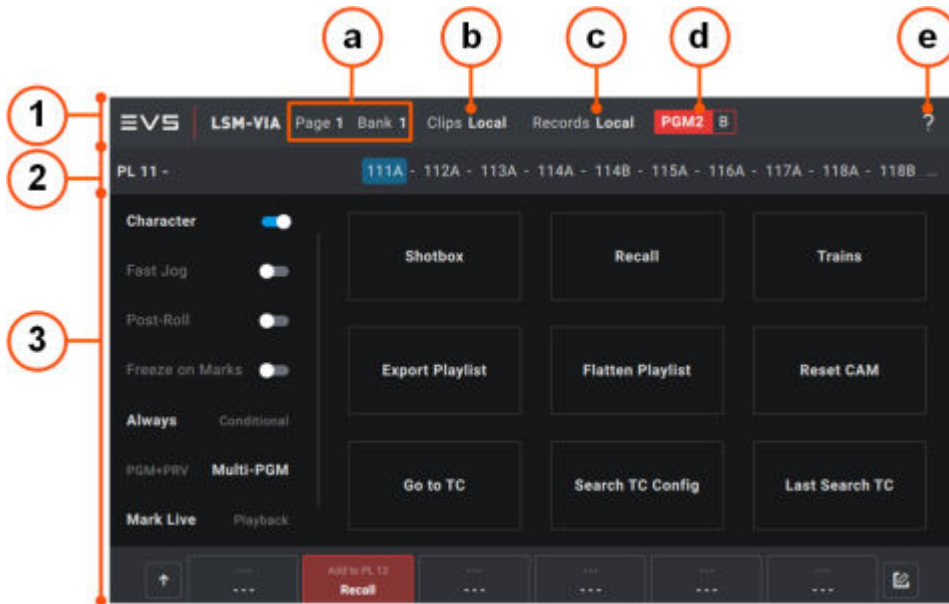 a b c d e
1
EVS LSM-VIA Page 1 Bank 1 Clips Local Records Local PGM2 B ?
2
PL 11 - 111A - 112A - 113A - 114A - 114B - 115A - 116A - 117A - 118A - 118B ...
3
Character
Fast Jog
Post-Roll
Freeze on Marks
Always Conditional
PGM+PRV Multi-PGM
Mark Live Playback
Shotbox Recall Trains
Export Playlist Flatten Playlist Reset CAM
Go to TC Search TC Config Last Search TC
--- Add to PL 12 --- --- --- ---
--- Recall --- --- --- ---